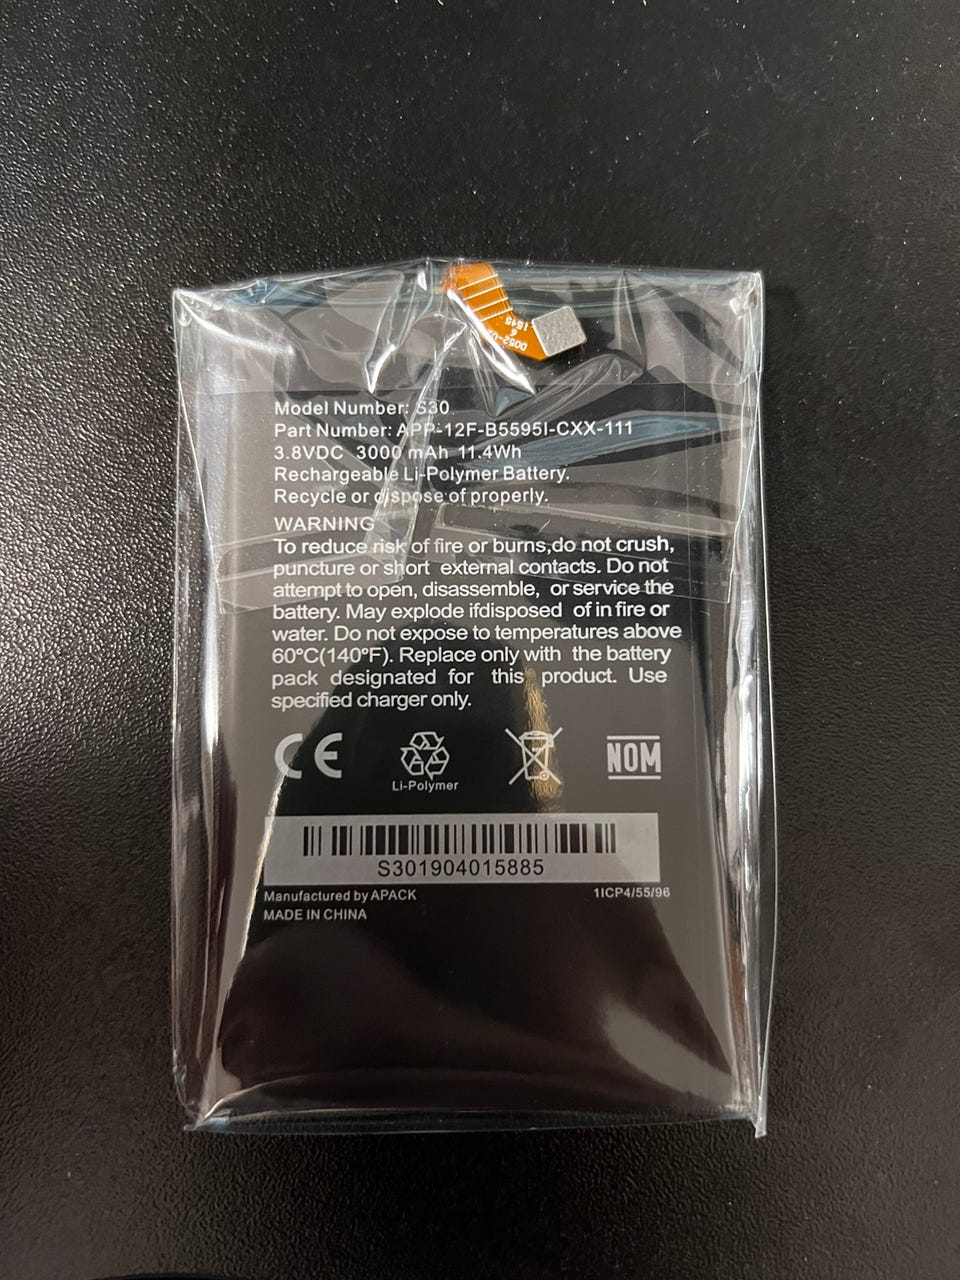 1545
6
D052-0
Model Number: S30
Part Number: APP-12F-B5595I-CXX-111
3.8VDC 3000 mAh 11.4Wh
Rechargeable Li-Polymer Battery.
Recycle or dispose of properly.
WARNING
To reduce risk of fire or burns,do not crush,
puncture or short external contacts. Do not
attempt to open, disassemble, or service the
battery. May explode ifdisposed of in fire or
water. Do not expose to temperatures above
60°C(140°F). Replace only with the battery
pack designated for this product. Use
specified charger only.
CE
NOM
Li-Polymer
S301904015885
Manufactured by APACK
1ICP4/55/96
MADE IN CHINA